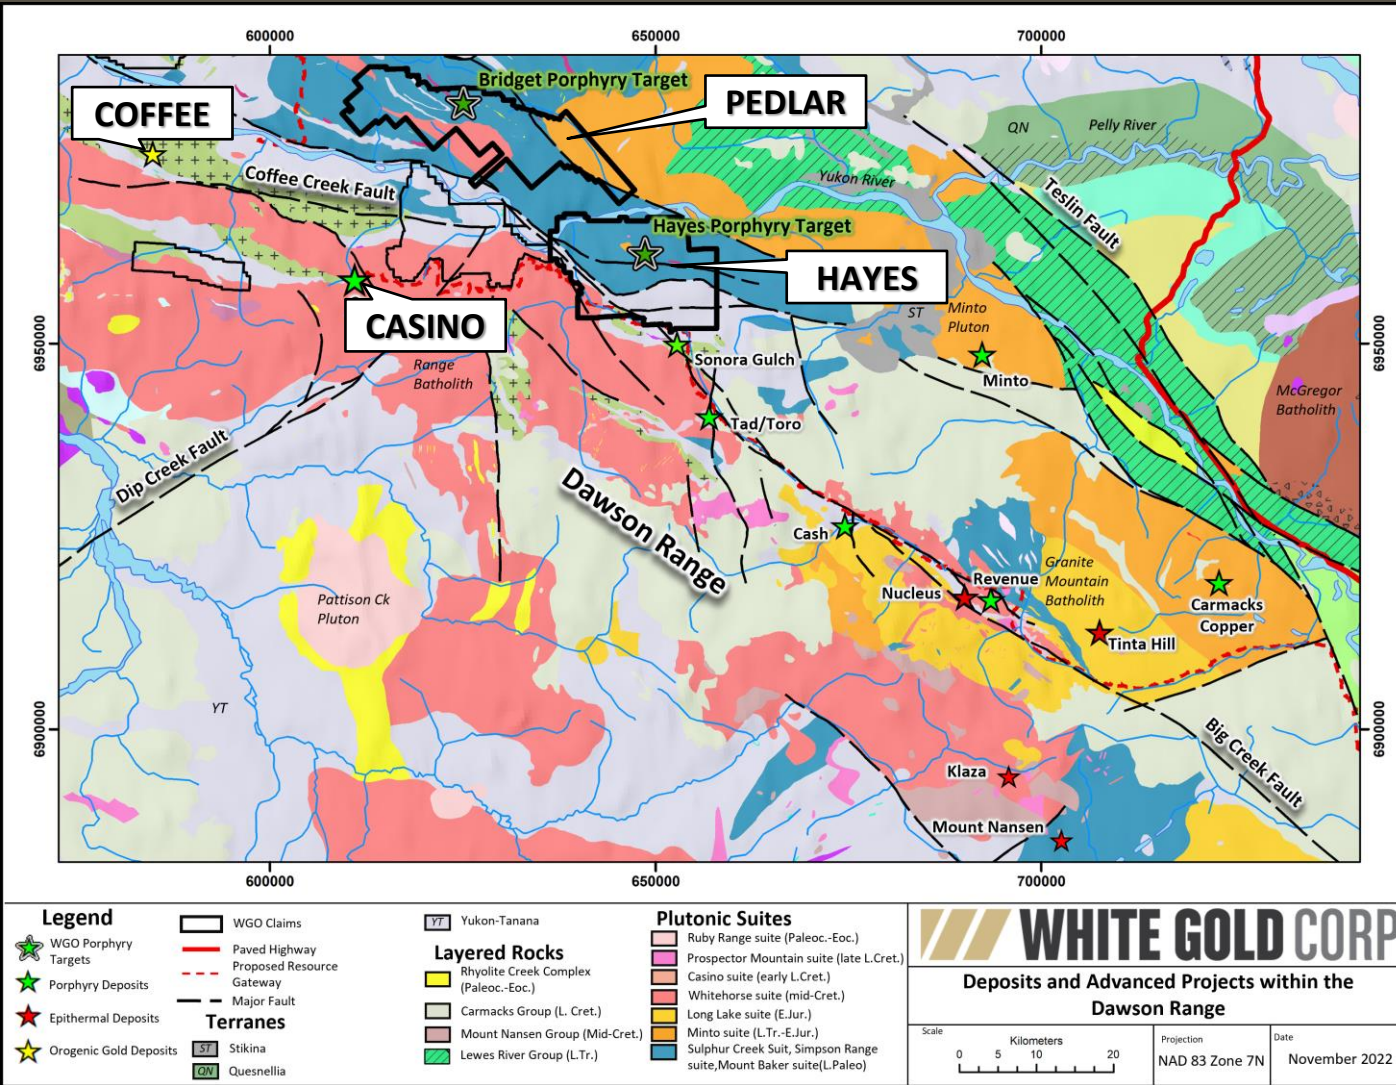 600000
650000
700000
Bridget Porphyry Target
PEDLAR
COFFEE
QN
Pelly River
Coffee Creek Fault
Yukon River
Teslin Fault
Hayes Porphyry Target
HAYES
CASINO
ST
Minto
Pluton
6950000
6950000
Sonora Gulch
Minto
Range
Batholith
McGregor
Batholith
Tad/Toro
Dip Creek Fault
Dawson Range
Cash
Pattison Ck
Pluton
Nucleus
Revenue
Granite
Mountain
Batholith
Carmacks
Copper
Tinta Hill
YT
6900000
6900000
Big Creek Fault
Klaza
Mount Nansen
600000
650000
700000
Legend
WGO Porphyry
Targets
Porphyry Deposits
Epithermal Deposits
Orogenic Gold Deposits
WGO Claims
Paved Highway
Proposed Resource
Gateway
Major Fault
Terranes
ST Stikina
QN Quesnellia
YT Yukon-Tanana
Layered Rocks
Rhyolite Creek Complex
(Paleoc.-Eoc.)
Carmacks Group (L. Cret.)
Mount Nansen Group (Mid-Cret.)
Lewes River Group (L.Tr.)
Plutonic Suites
Ruby Range suite (Paleoc.-Eoc.)
Prospector Mountain suite (late L.Cret.)
Casino suite (early L.Cret.)
Whitehorse suite (mid-Cret.)
Long Lake suite (E.Jur.)
Minto suite (L.Tr.-E.Jur.)
Sulphur Creek Suit, Simpson Range
suite,Mount Baker suite(L.Paleo)
WHITE GOLD CORP
Deposits and Advanced Projects within the
Dawson Range
Scale
Kilometers
0 5 10 20
Projection
NAD 83 Zone 7N
Date
November 2022